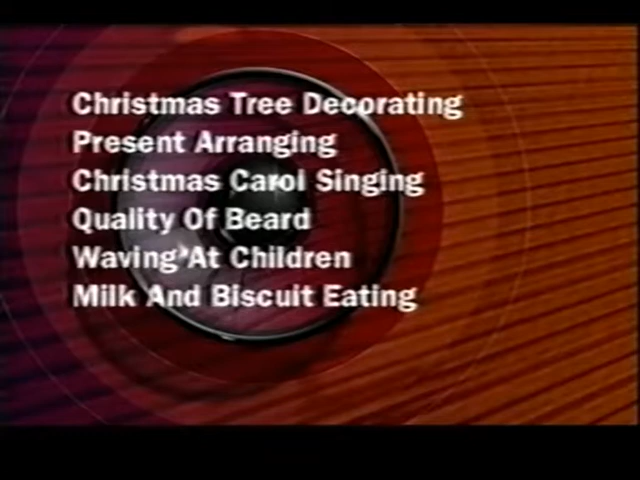 Christmas Tree Decorating
Present Arranging
Christmas Carol Singing
Quality Of Beard
Waving At Children
Milk And Biscuit Eating